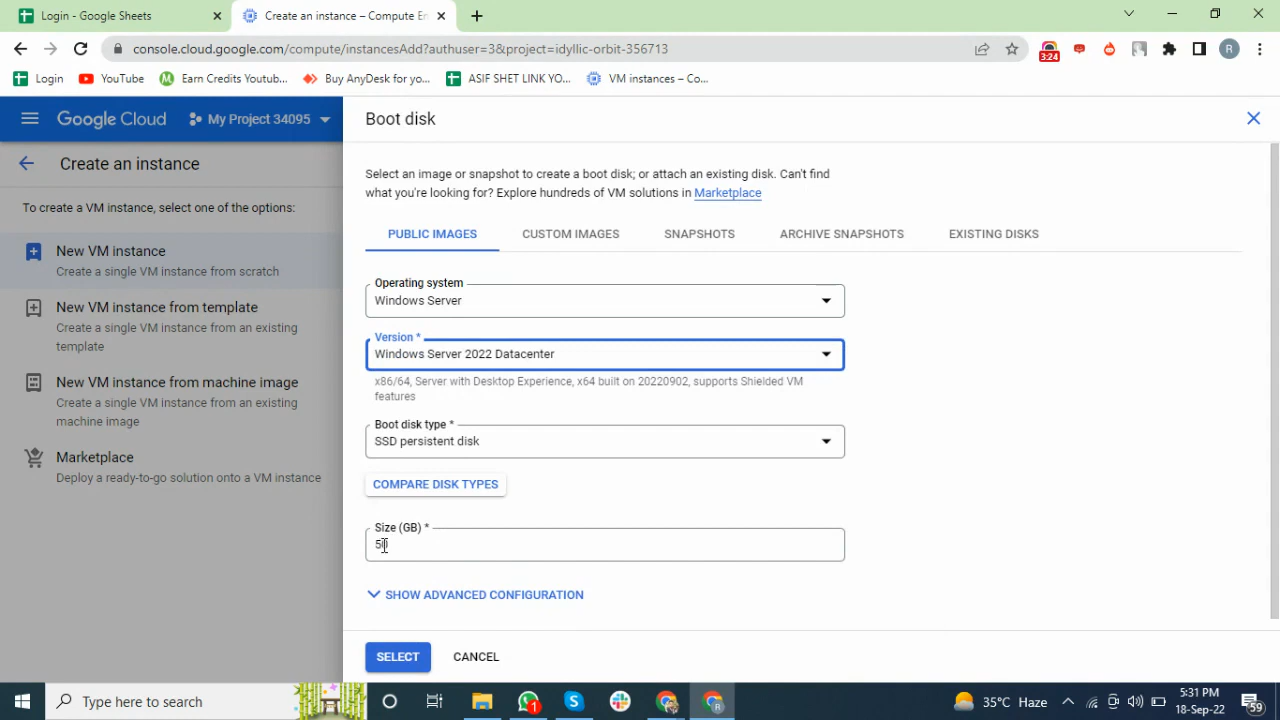 Login - Google Sheets
Create an instance – Compute En
console.cloud.google.com/compute/instancesAdd?authuser=3&project=idyllic-orbit-356713
3:24
R
Login
YouTube
Earn Credits Youtub...
Buy AnyDesk for yo...
ASIF SHET LINK YO...
VM instances – Co...
Google Cloud
My Project 34095
Create an instance
To create a VM instance, select one of the options:
New VM instance
Create a single VM instance from scratch
New VM instance from template
Create a single VM instance from an existing
template
New VM instance from machine image
Create a single VM instance from an existing
machine image
Marketplace
Deploy a ready-to-go solution onto a VM instance
Boot disk
Select an image or snapshot to create a boot disk; or attach an existing disk. Can't find
what you're looking for? Explore hundreds of VM solutions in Marketplace
PUBLIC IMAGES
CUSTOM IMAGES
SNAPSHOTS
ARCHIVE SNAPSHOTS
EXISTING DISKS
Operating system
Windows Server
Version *
Windows Server 2022 Datacenter
x86/64, Server with Desktop Experience, x64 built on 20220902, supports Shielded VM
features
Boot disk type *
SSD persistent disk
COMPARE DISK TYPES
Size (GB) *
SHOW ADVANCED CONFIGURATION
SELECT
CANCEL
Type here to search
1
R
35°C Haze
5:31 PM
18-Sep-22
59